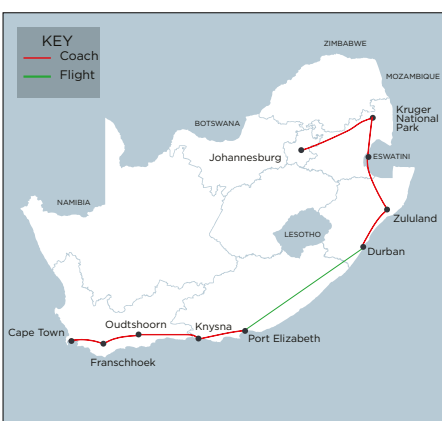 KEY
Coach
Flight
ZIMBABWE
MOZAMBIQUE
Kruger
National
Park
BOTSWANA
Johannesburg
ESWATINI
NAMIBIA
Zululand
LESOTHO
Durban
Oudtshoorn
Knysna
Cape Town
Port Elizabeth
Franschhoek